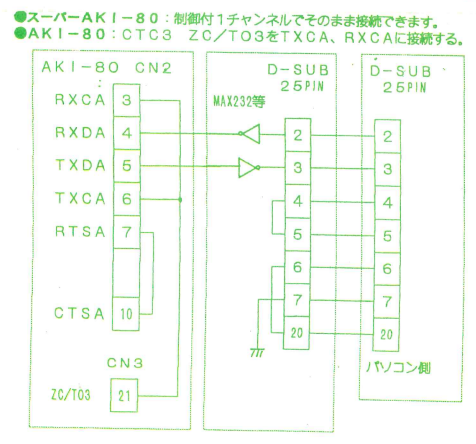 ●スーパーAKI-80：制御付1チャンネルでそのまま接続できます。
●AKI-80：CTC3 ZC/TO3をTXCA、RXCAに接続する。
AKI-80 CN2
D-SUB
25PIN
D-SUB
25PIN
MAX232等
RXCA 3
RXDA 4
TXDA 5
TXCA 6
RTSA 7
CTSA 10
2
3
4
5
6
7
20
2
3
4
5
6
7
20
パソコン側
CN3
ZC/TO3 21